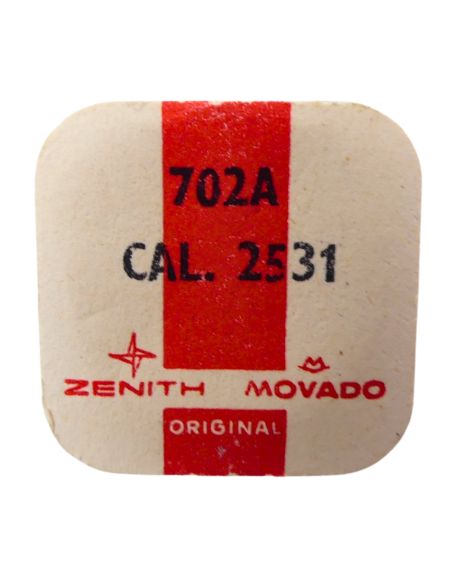 702A
CAL. 2531
ZENITH MOVADO
ORIGINAL